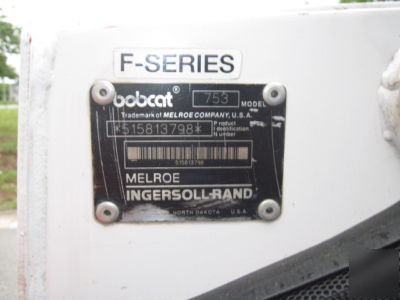 F-SERIES
bobcat® 753 MODEL
Trademark of MELROE COMPANY, U.S.A.
*515813798* Product Identification Number
515813798
MELROE
INGERSOLL-RAND
NORTH DAKOTA U.S.A.